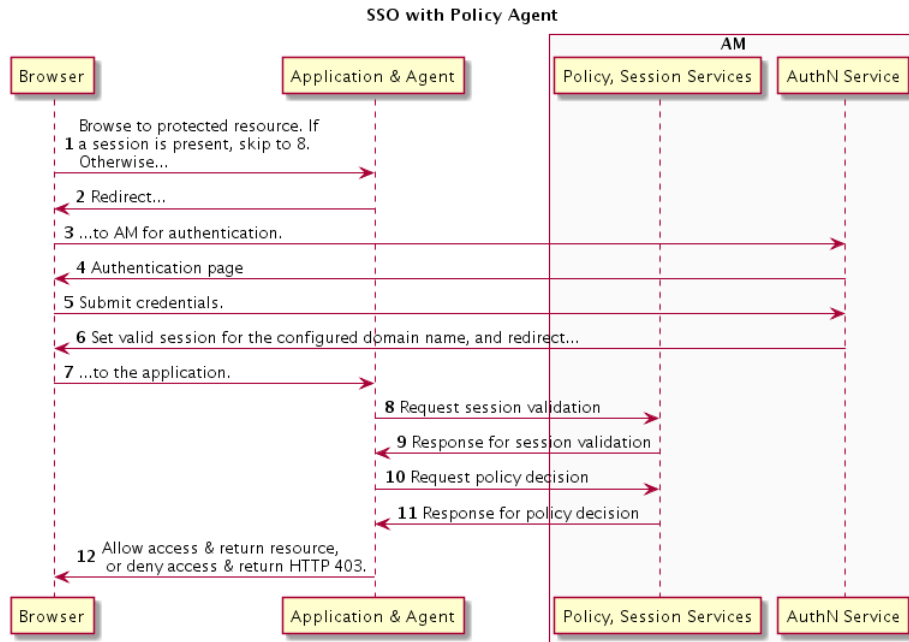 SSO with Policy Agent
AM
Browser
Application & Agent
Policy, Session Services
AuthN Service
1 Browse to protected resource. If
a session is present, skip to 8.
Otherwise...
2 Redirect...
3 ...to AM for authentication.
4 Authentication page
5 Submit credentials.
6 Set valid session for the configured domain name, and redirect...
7 ...to the application.
8 Request session validation
9 Response for session validation
10 Request policy decision
11 Response for policy decision
12 Allow access & return resource,
or deny access & return HTTP 403.
Browser
Application & Agent
Policy, Session Services
AuthN Service